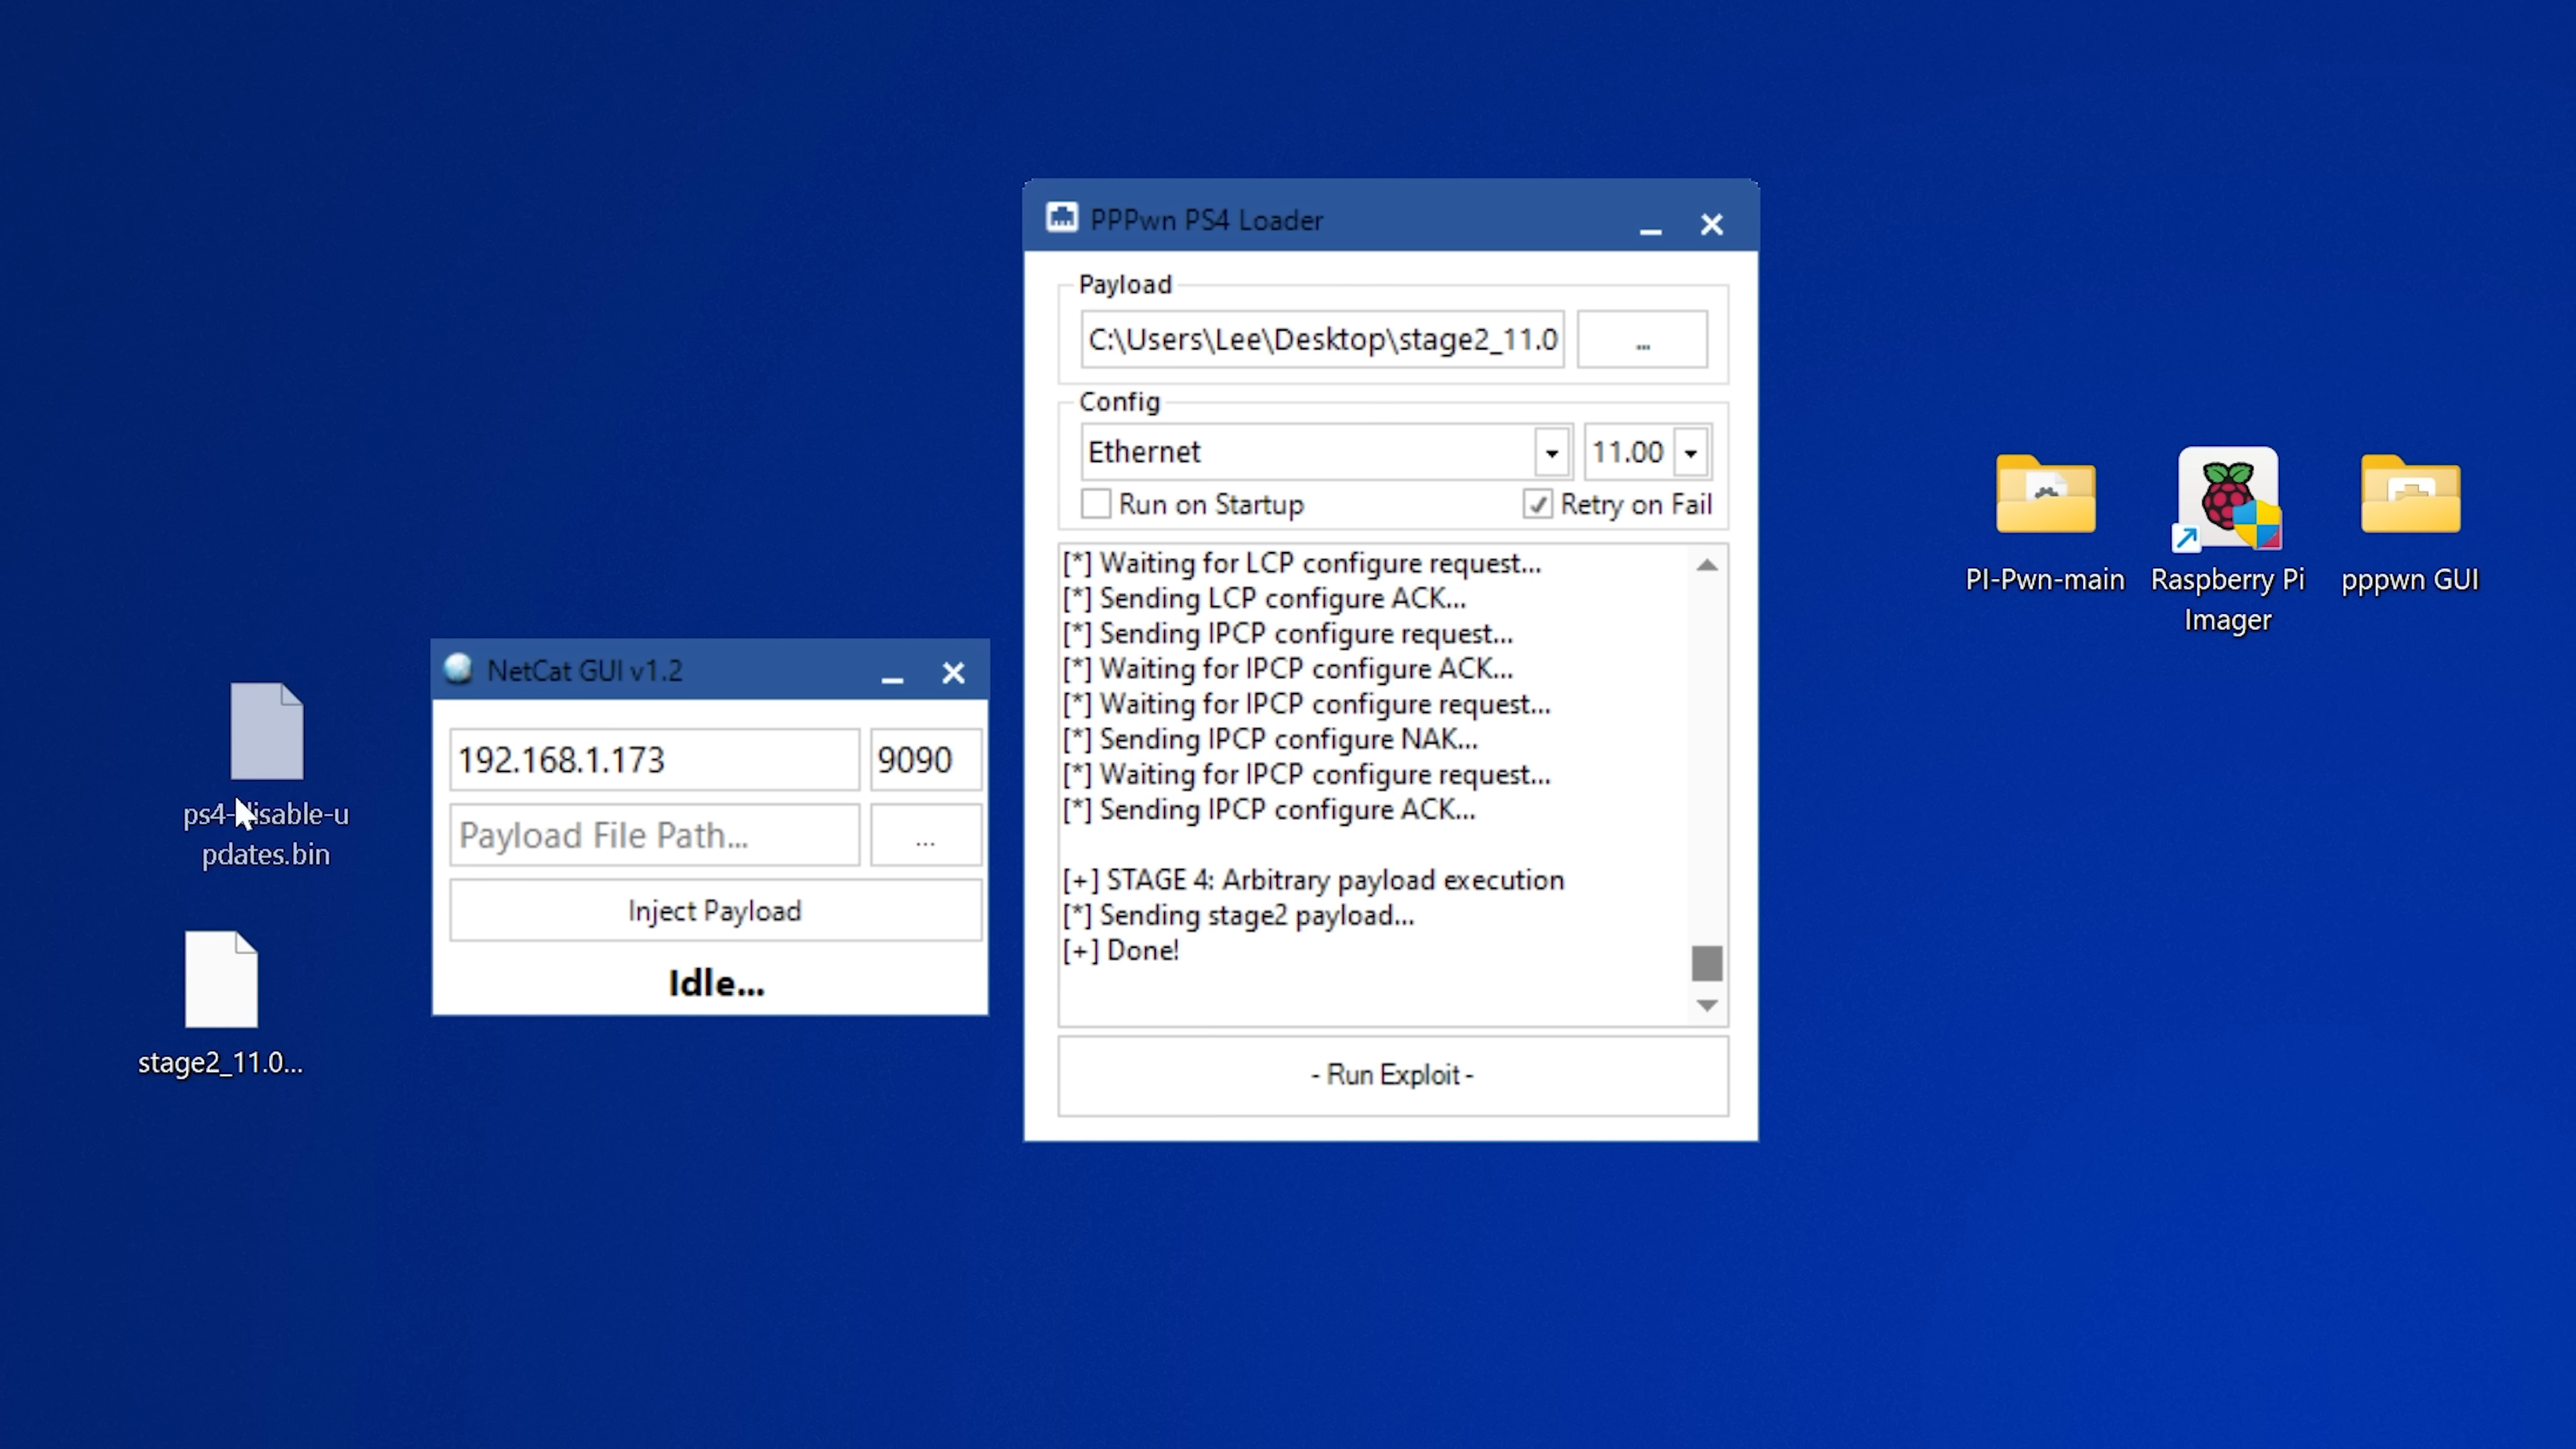 PPPwn PS4 Loader
Payload
C:\Users\Lee\Desktop\stage2_11.0
...
Config
Ethernet
11.00
Run on Startup
Retry on Fail
[*] Waiting for LCP configure request...
[*] Sending LCP configure ACK...
[*] Sending IPCP configure request...
[*] Waiting for IPCP configure ACK...
[*] Waiting for IPCP configure request...
[*] Sending IPCP configure NAK...
[*] Waiting for IPCP configure request...
[*] Sending IPCP configure ACK...
[+] STAGE 4: Arbitrary payload execution
[*] Sending stage2 payload...
[+] Done!
- Run Exploit -
NetCat GUI v1.2
192.168.1.173
9090
Payload File Path...
...
Inject Payload
Idle...
ps4-disable-u
pdates.bin
stage2_11.0...
PI-Pwn-main
Raspberry Pi
Imager
pppwn GUI